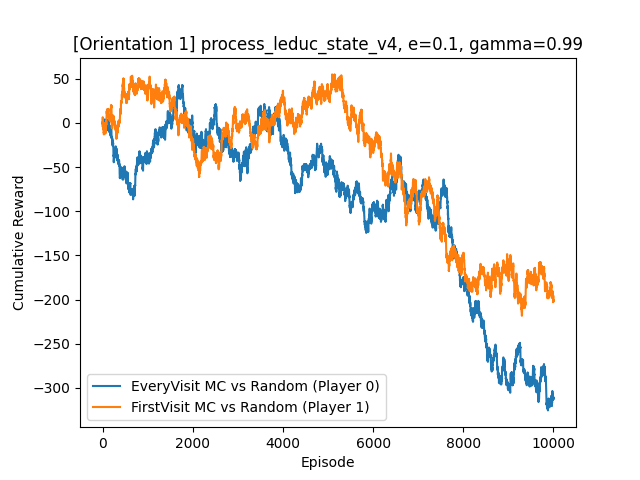 [Orientation 1] process_leduc_state_v4, e=0.1, gamma=0.99
Cumulative Reward
50
0
−50
−100
−150
−200
−250
−300
EveryVisit MC vs Random (Player 0)
FirstVisit MC vs Random (Player 1)
0
2000
4000
6000
8000
10000
Episode